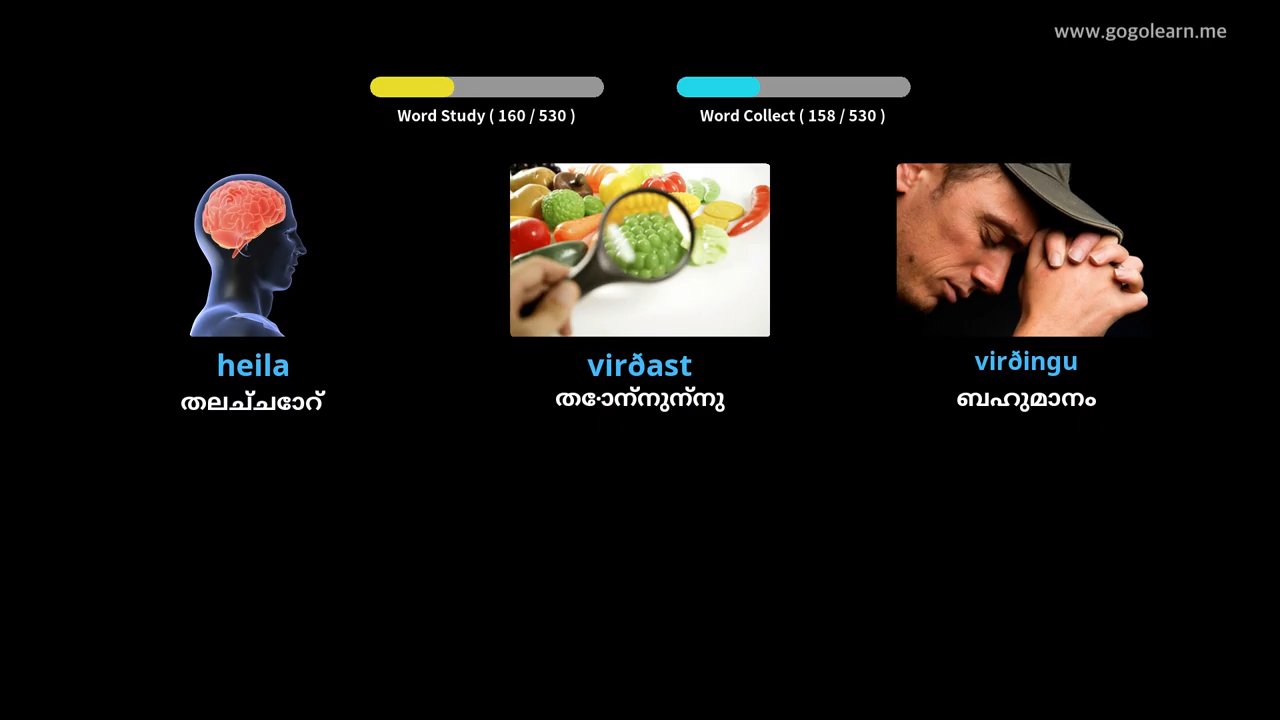 www.gogolearn.me
Word Study ( 160 / 530 )
Word Collect ( 158 / 530 )
heila
virðast
virðingu
തലച്ചോറ്
തോന്നുന്നു
ബഹുമാനം